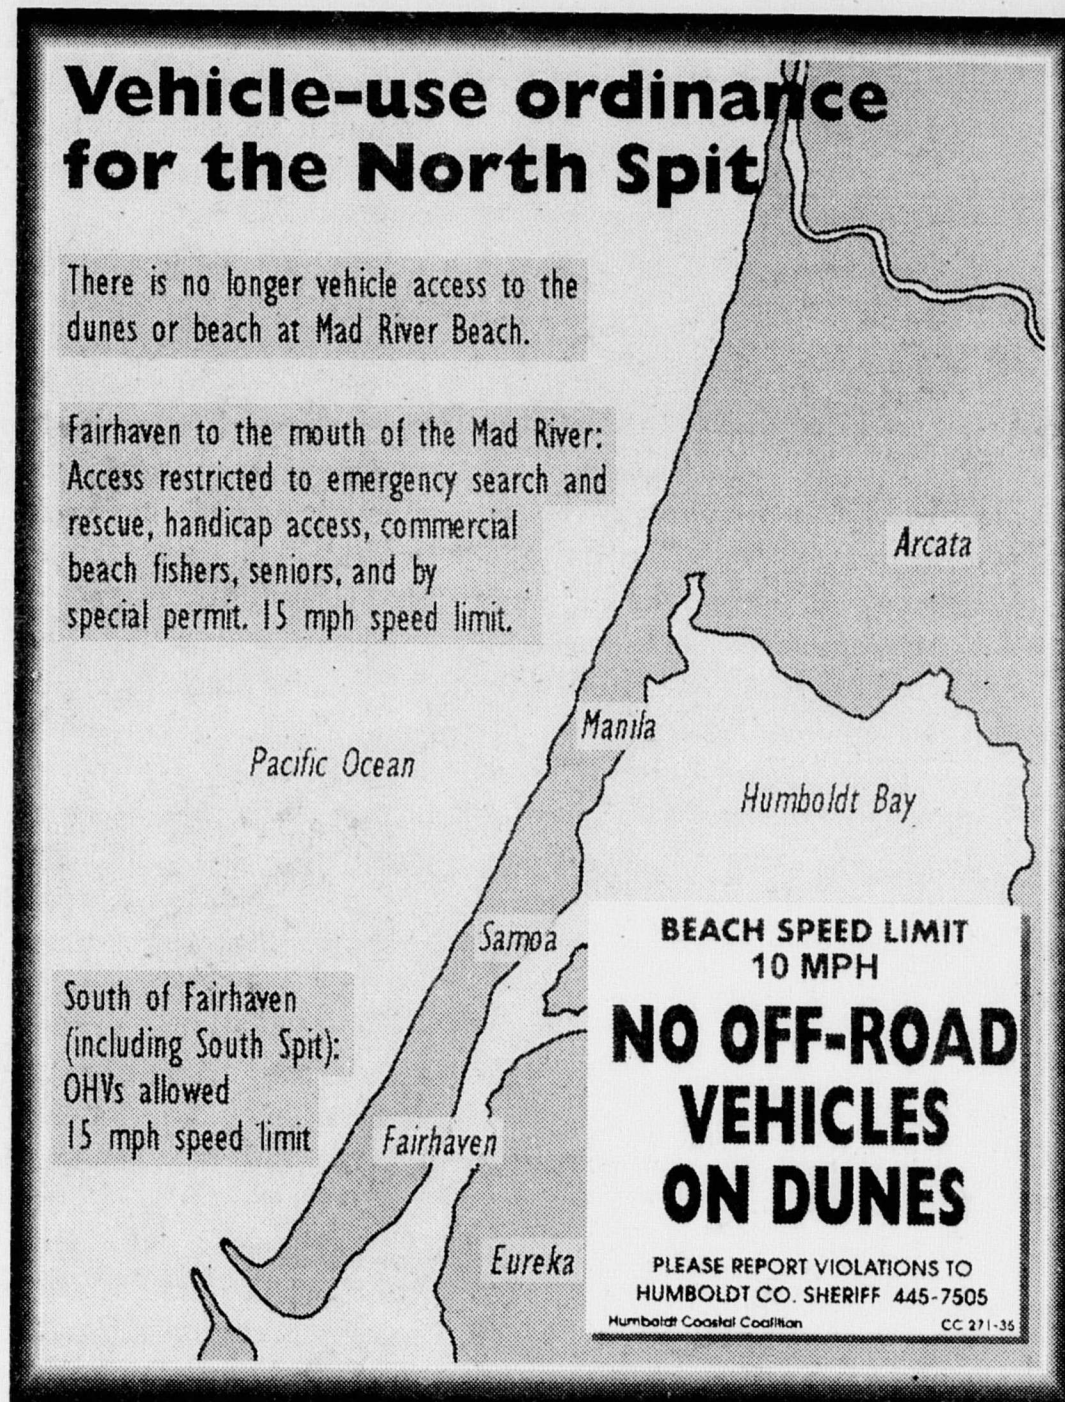 Vehicle-use ordinance
for the North Spit
There is no longer vehicle access to the
dunes or beach at Mad River Beach.
Fairhaven to the mouth of the Mad River:
Access restricted to emergency search and
rescue, handicap access, commercial
beach fishers, seniors, and by
special permit. 15 mph speed limit.
Arcata
Manila
Pacific Ocean
Humboldt Bay
Samoa
South of Fairhaven
(including South Spit):
OHVs allowed
15 mph speed limit
Fairhaven
Eureka
BEACH SPEED LIMIT
10 MPH
NO OFF-ROAD
VEHICLES
ON DUNES
PLEASE REPORT VIOLATIONS TO
HUMBOLDT CO. SHERIFF 445-7505
Humboldt Coastal Coalition CC 271-35